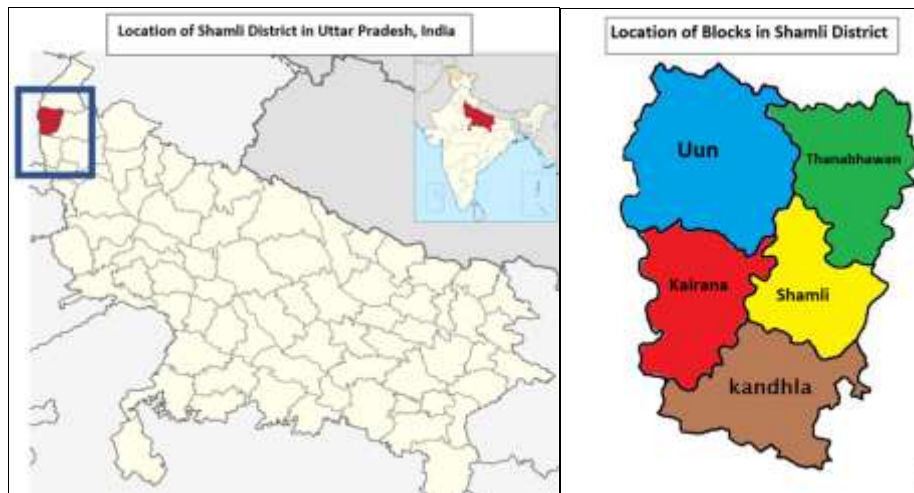 Location of Shamli District in Uttar Pradesh, India
Location of Blocks in Shamli District
Uun
Thanabhawan
Kairana
Shamli
kandhla